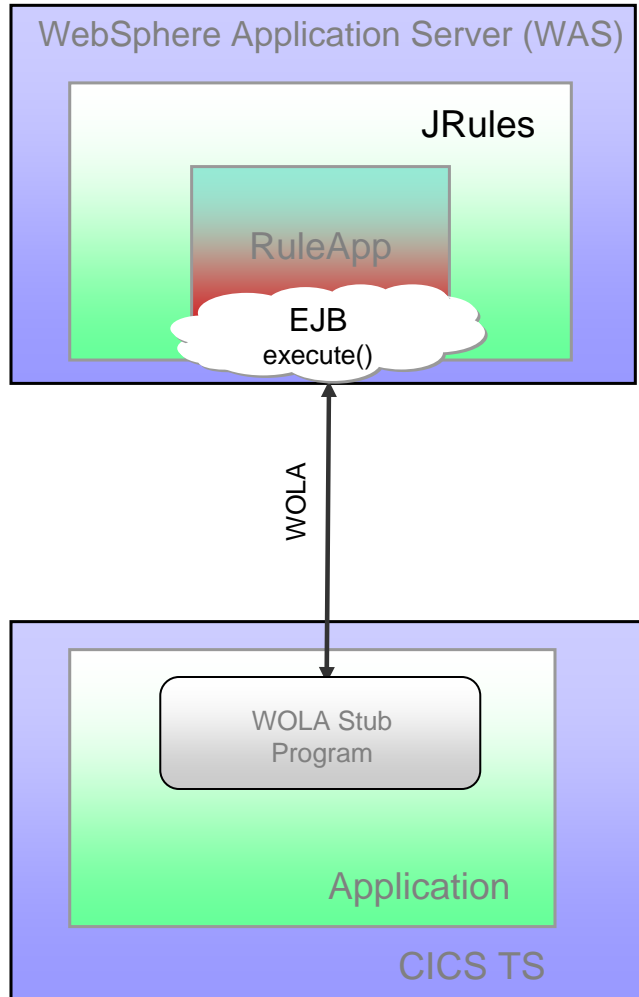 WebSphere Application Server (WAS)
JRules
RuleApp
EJB
execute()
WOLA
WOLA Stub
Program
Application
CICS TS